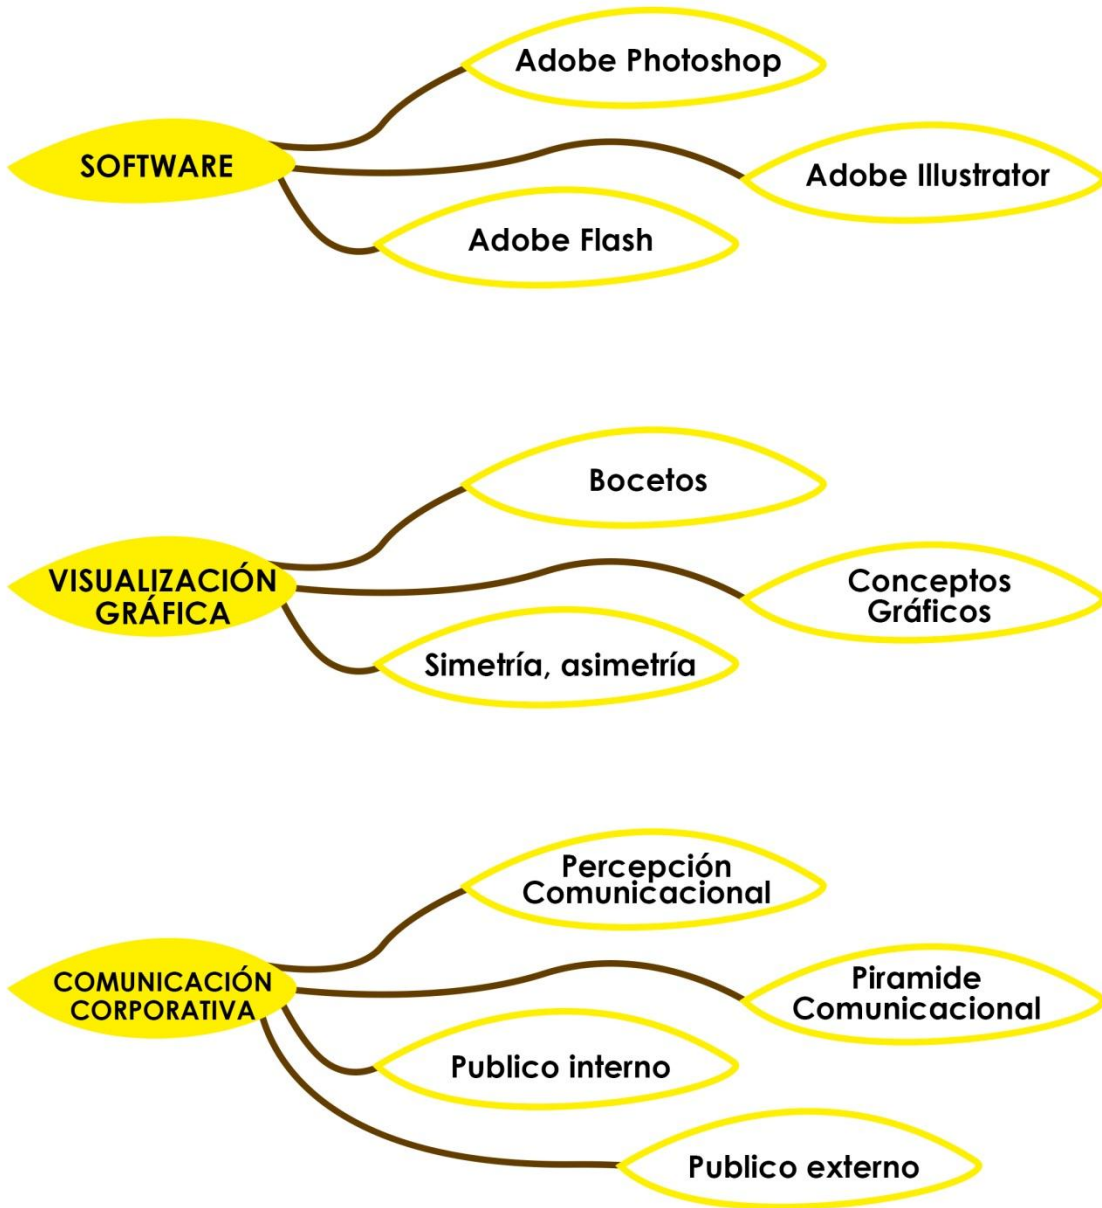 Adobe Photoshop
SOFTWARE
Adobe Illustrator
Adobe Flash
Bocetos
VISUALIZACIÓN
GRÁFICA
Conceptos
Gráficos
Simetría, asimetría
Percepción
Comunicacional
COMUNICACIÓN
CORPORATIVA
Piramide
Comunicacional
Publico interno
Publico externo